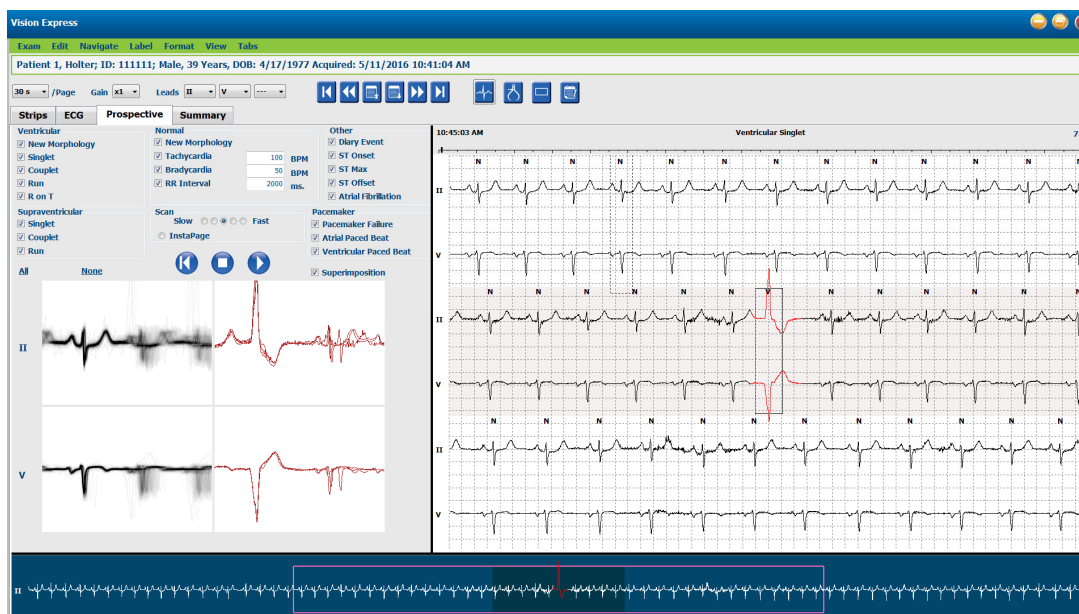 Vision Express
Exam Edit Navigate Label Format View Tabs
Patient 1, Holter; ID: 111111; Male, 39 Years, DOB: 4/17/1977 Acquired: 5/11/2016 10:41:04 AM
30 s /Page Gain x1 Leads II V ---
Strips ECG Prospective Summary
Ventricular
New Morphology
Singlet
Couplet
Run
R on T
Normal
New Morphology
Tachycardia 100 BPM
Bradycardia 50 BPM
RR Interval 2000 ms.
Other
Diary Event
ST Onset
ST Max
ST Offset
Atrial Fibrillation
Supraventricular
Singlet
Couplet
Run
Scan
Slow Fast
InstaPage
Pacemaker
Pacemaker Failure
Atrial Paced Beat
Ventricular Paced Beat
All None
Superimposition
II
V
10:45:03 AM Ventricular Singlet 7
N N N N N N N N N N N N N
II
V
N N N N N N V N N N N N N
II
V
N N N N N N N N N N N N
II
V
II